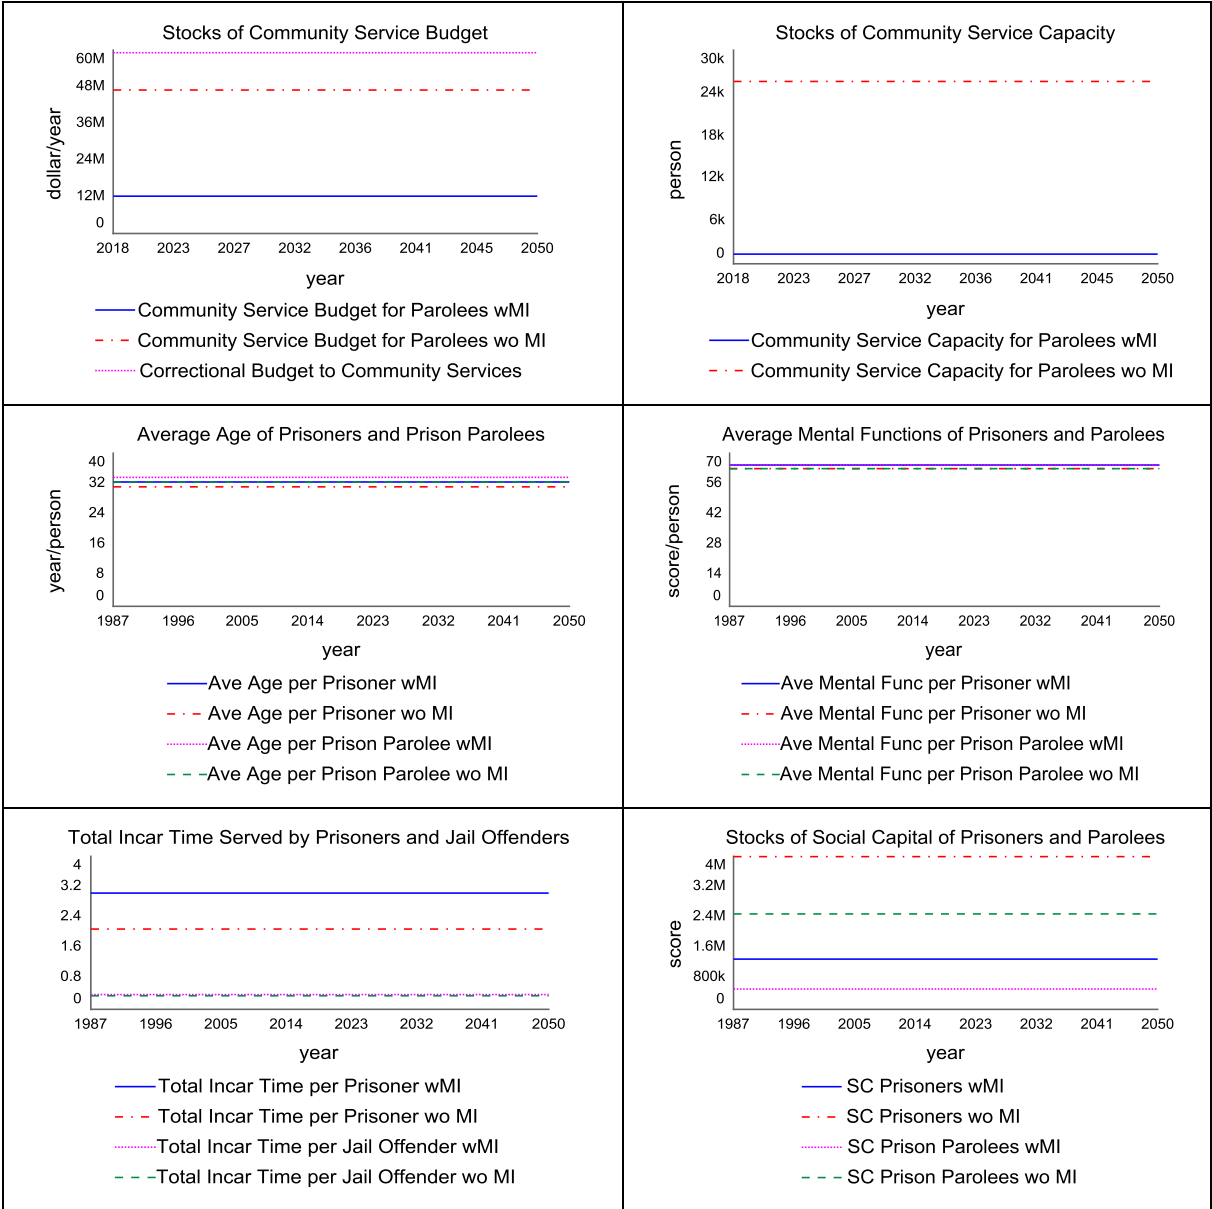 Stocks of Community Service Budget
60M
48M
36M
24M
12M
0
dollar/year
2018 2023 2027 2032 2036 2041 2045 2050
year
Community Service Budget for Parolees wMI
Community Service Budget for Parolees wo MI
Correctional Budget to Community Services
Stocks of Community Service Capacity
30k
24k
18k
12k
6k
0
person
2018 2023 2027 2032 2036 2041 2045 2050
year
Community Service Capacity for Parolees wMI
Community Service Capacity for Parolees wo MI
Average Age of Prisoners and Prison Parolees
40
32
24
16
8
0
year/person
1987 1996 2005 2014 2023 2032 2041 2050
year
Ave Age per Prisoner wMI
Ave Age per Prisoner wo MI
Ave Age per Prison Parolee wMI
Ave Age per Prison Parolee wo MI
Average Mental Functions of Prisoners and Parolees
70
56
42
28
14
0
score/person
1987 1996 2005 2014 2023 2032 2041 2050
year
Ave Mental Func per Prisoner wMI
Ave Mental Func per Prisoner wo MI
Ave Mental Func per Prison Parolee wMI
Ave Mental Func per Prison Parolee wo MI
Total Incar Time Served by Prisoners and Jail Offenders
4
3.2
2.4
1.6
0.8
0
1987 1996 2005 2014 2023 2032 2041 2050
year
Total Incar Time per Prisoner wMI
Total Incar Time per Prisoner wo MI
Total Incar Time per Jail Offender wMI
Total Incar Time per Jail Offender wo MI
Stocks of Social Capital of Prisoners and Parolees
4M
3.2M
2.4M
1.6M
800k
0
score
1987 1996 2005 2014 2023 2032 2041 2050
year
SC Prisoners wMI
SC Prisoners wo MI
SC Prison Parolees wMI
SC Prison Parolees wo MI